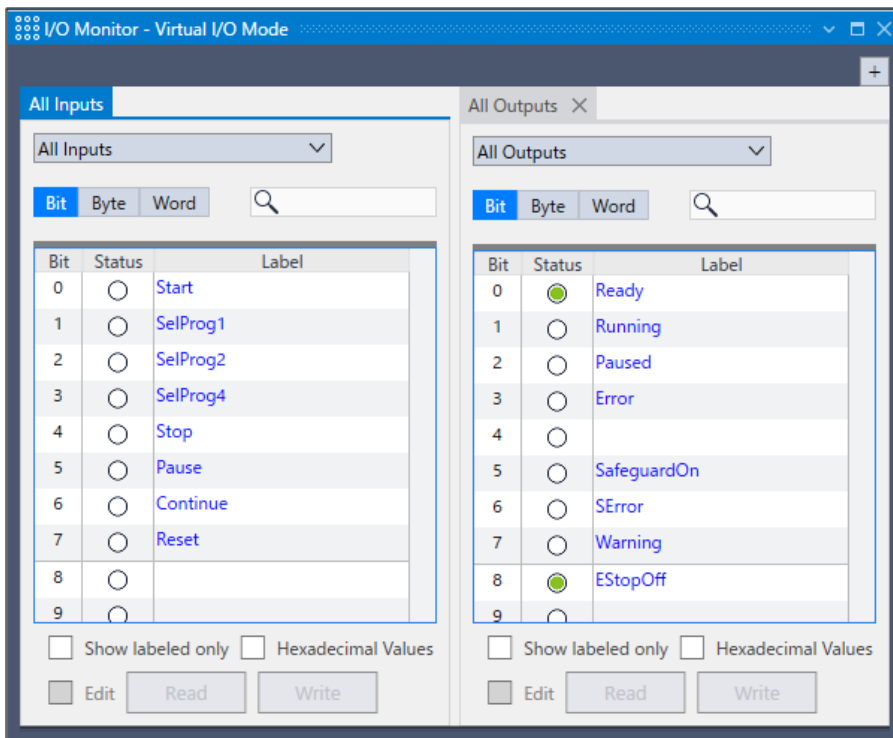 I/O Monitor - Virtual I/O Mode
+
All Inputs
All Inputs
Bit Byte Word
Bit Status Label
0 Start
1 SelProg1
2 SelProg2
3 SelProg4
4 Stop
5 Pause
6 Continue
7 Reset
8
9
Show labeled only Hexadecimal Values
Edit Read Write
All Outputs
All Outputs
Bit Byte Word
Bit Status Label
0 Ready
1 Running
2 Paused
3 Error
4
5 SafeguardOn
6 SError
7 Warning
8 EStopOff
9
Show labeled only Hexadecimal Values
Edit Read Write